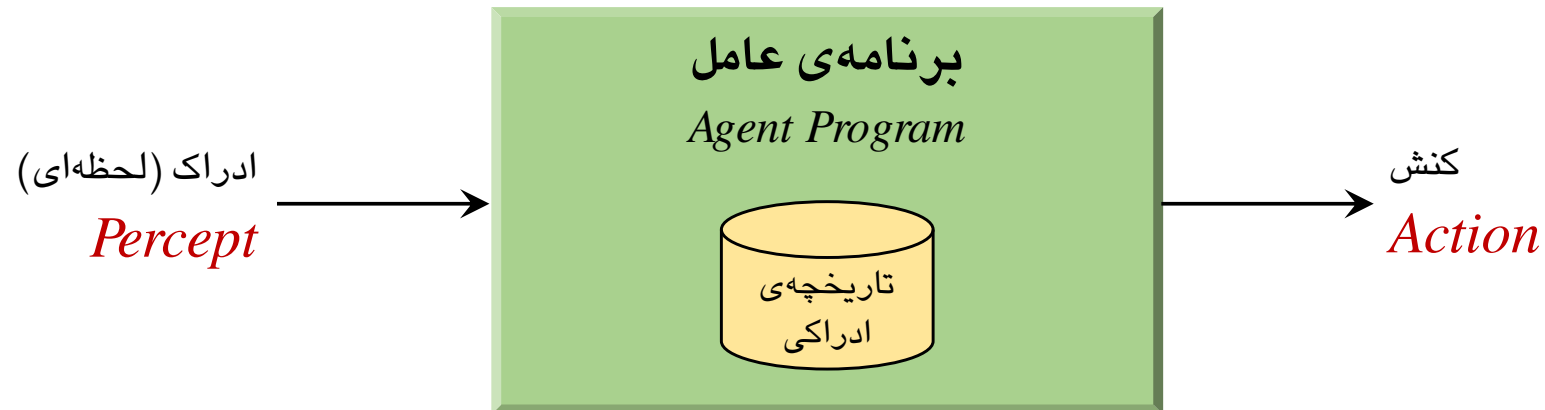 برنامه‌ی عامل
Agent Program
ادراک (لحظه‌ای)
Percept
تاریخچه‌ی
ادراکی
کنش
Action